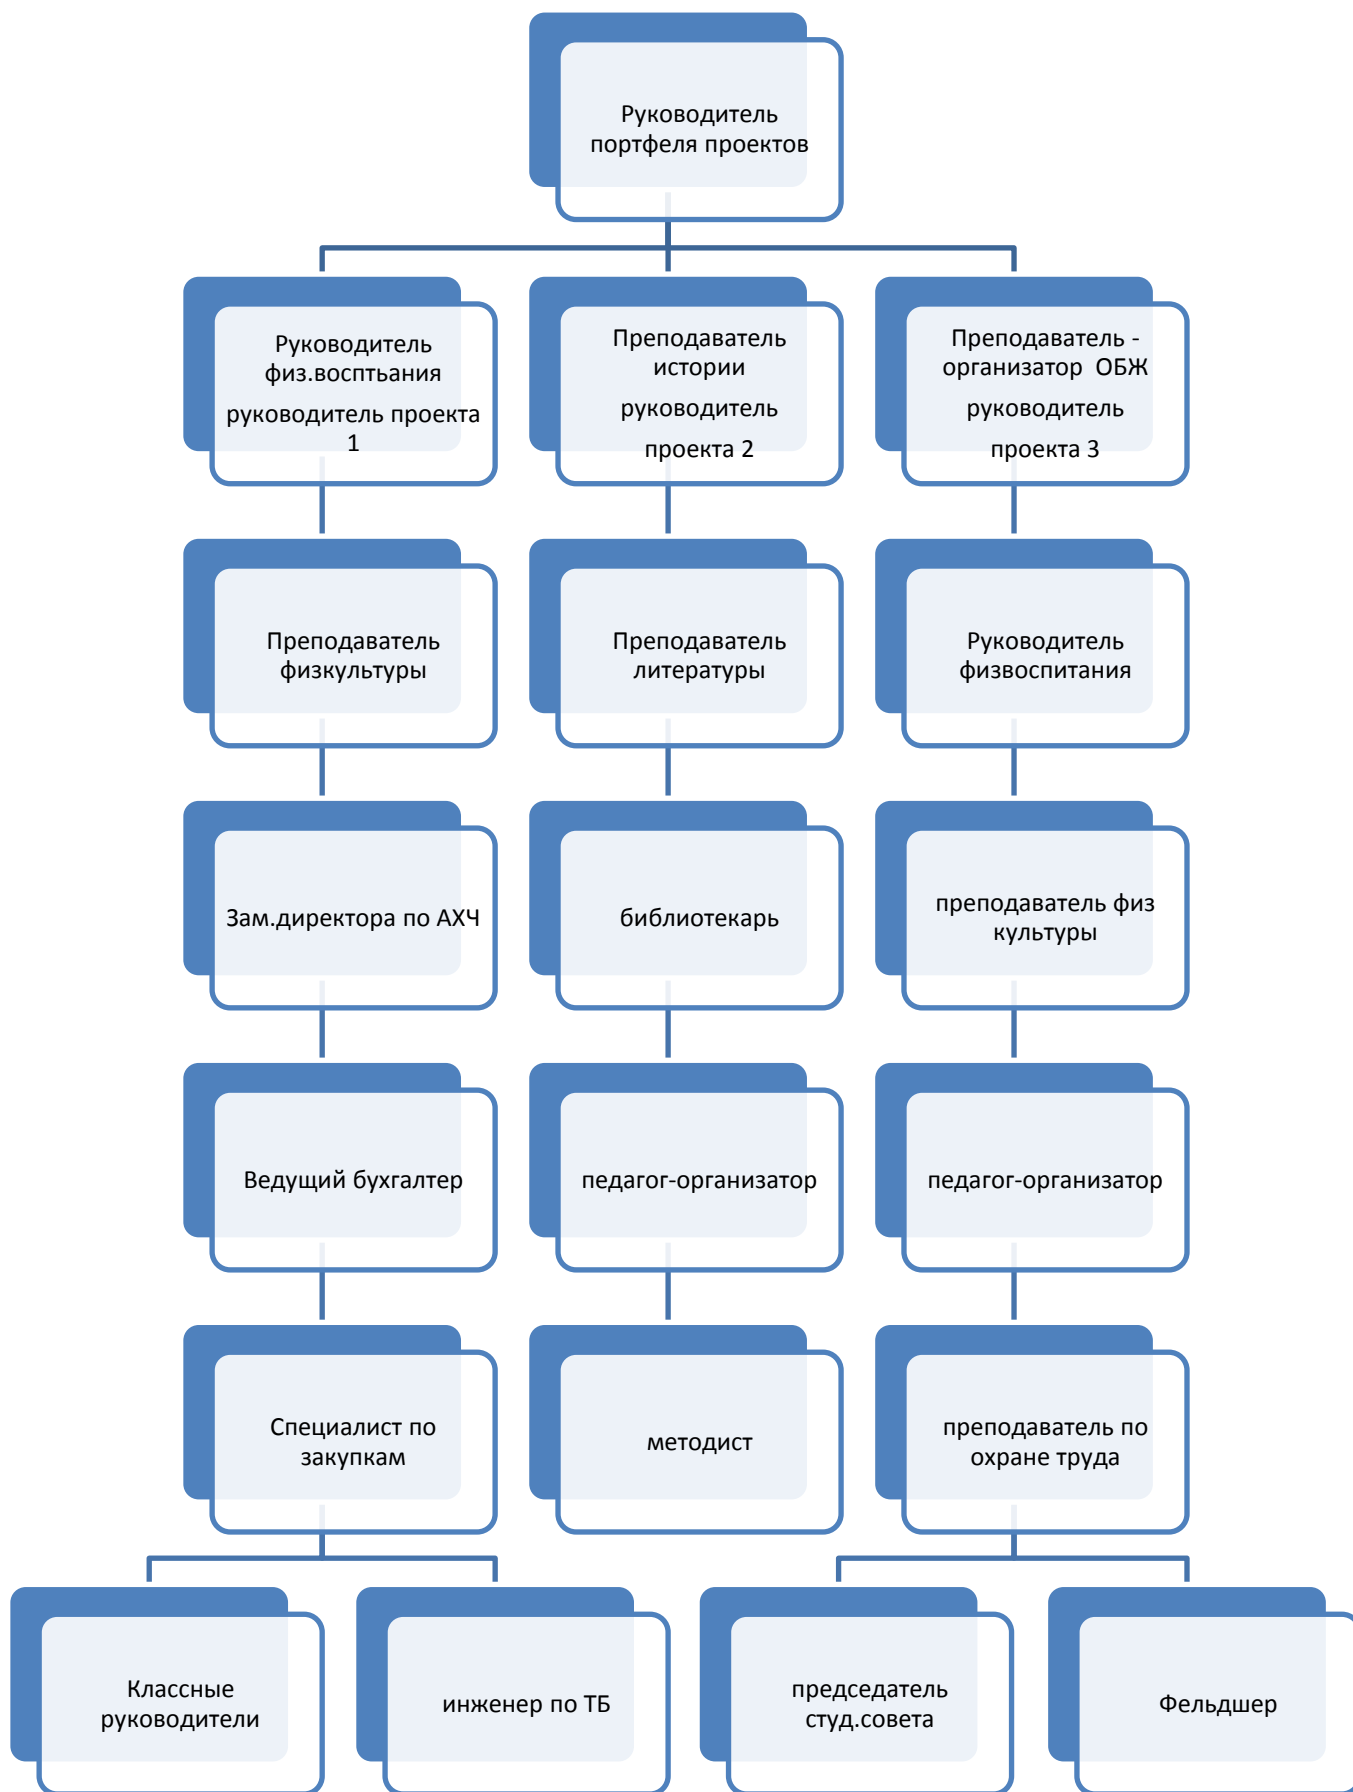 Руководитель
портфеля проектов
Руководитель
физ.восптьания
руководитель проекта
1
Преподаватель
истории
руководитель
проекта 2
Преподаватель -
организатор  ОБЖ
руководитель
проекта 3
Преподаватель
физкультуры
Преподаватель
литературы
Руководитель
физвоспитания
Зам.директора по АХЧ
библиотекарь
преподаватель физ
культуры
Ведущий бухгалтер
педагог-организатор
педагог-организатор
Специалист по
закупкам
методист
преподаватель по
охране труда
Классные
руководители
инженер по ТБ
председатель
студ.совета
Фельдшер